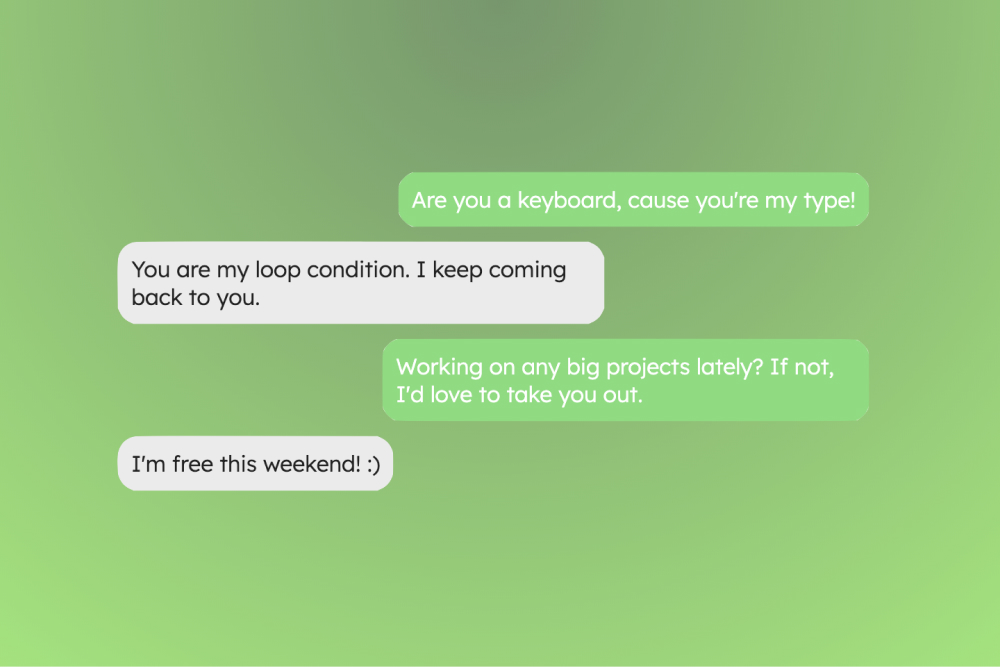 Are you a keyboard, cause you're my type!
You are my loop condition. I keep coming
back to you.
Working on any big projects lately? If not,
I'd love to take you out.
I'm free this weekend! :)